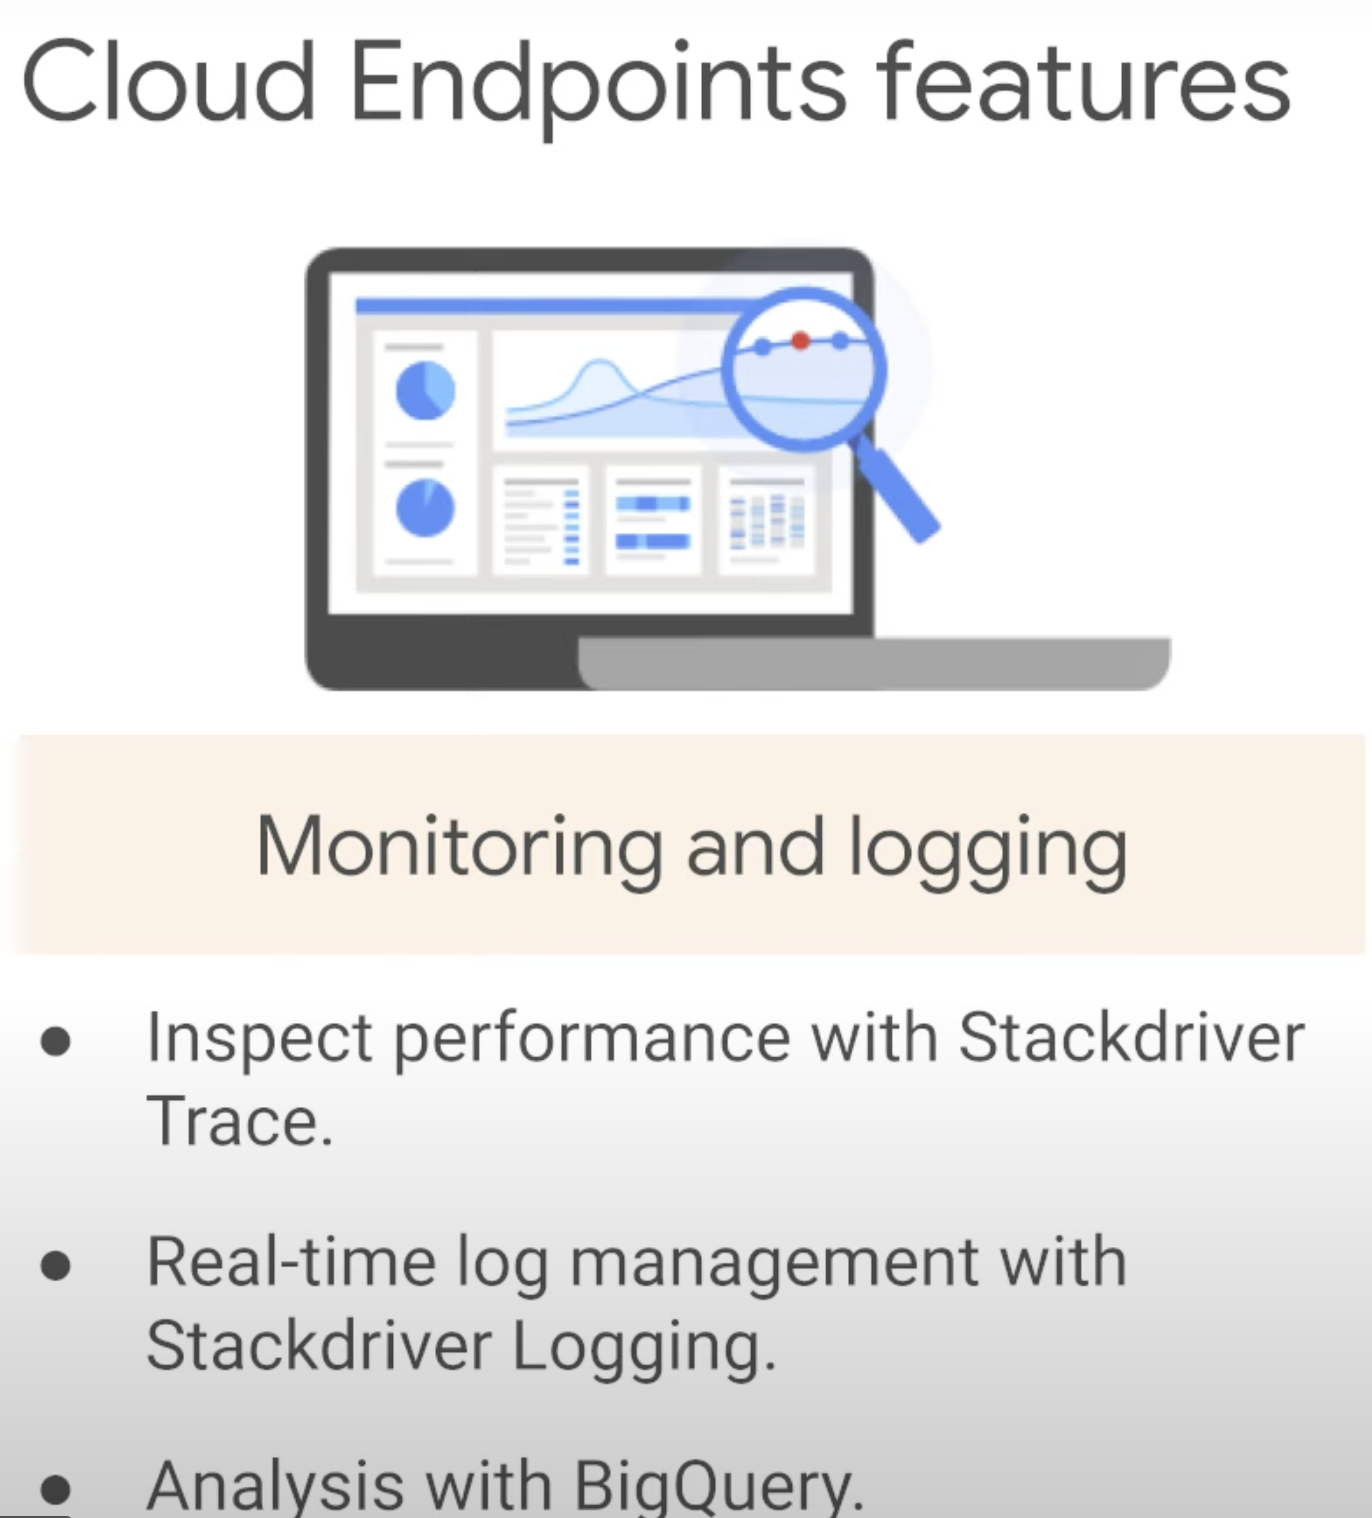 Cloud Endpoints features
Monitoring and logging
● Inspect performance with Stackdriver
Trace.
● Real-time log management with
Stackdriver Logging.
● Analysis with BigQuery.